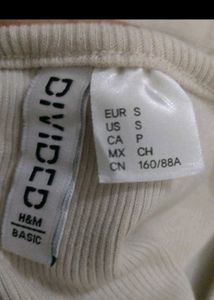 DIVIDED
H&M
BASIC
EUR S
US S
CA P
MX CH
CN 160/88A